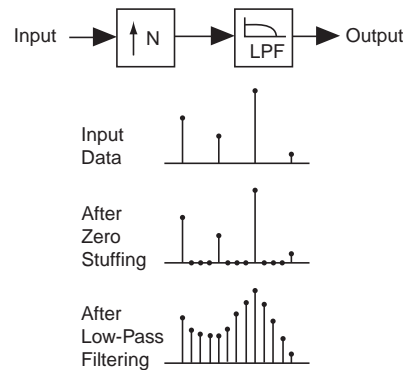 Input
↑ N
LPF
Output
Input
Data
After
Zero
Stuffing
After
Low-Pass
Filtering